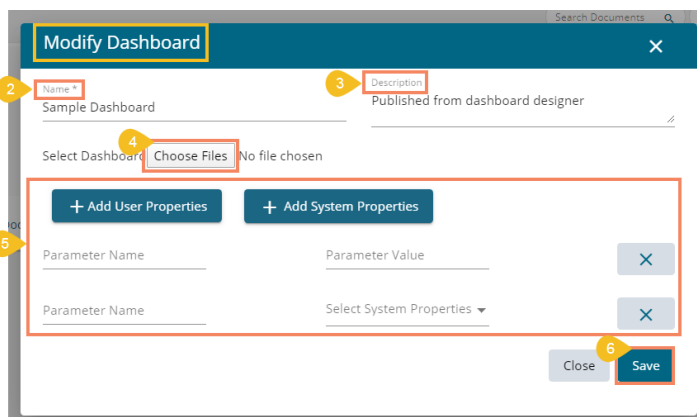 Search Documents
Modify Dashboard
2
Name *
Sample Dashboard
3
Description
Published from dashboard designer
4
Select Dashboard Choose Files No file chosen
+ Add User Properties
+ Add System Properties
5
Parameter Name
Parameter Value
Parameter Name
Select System Properties
6
Close
Save